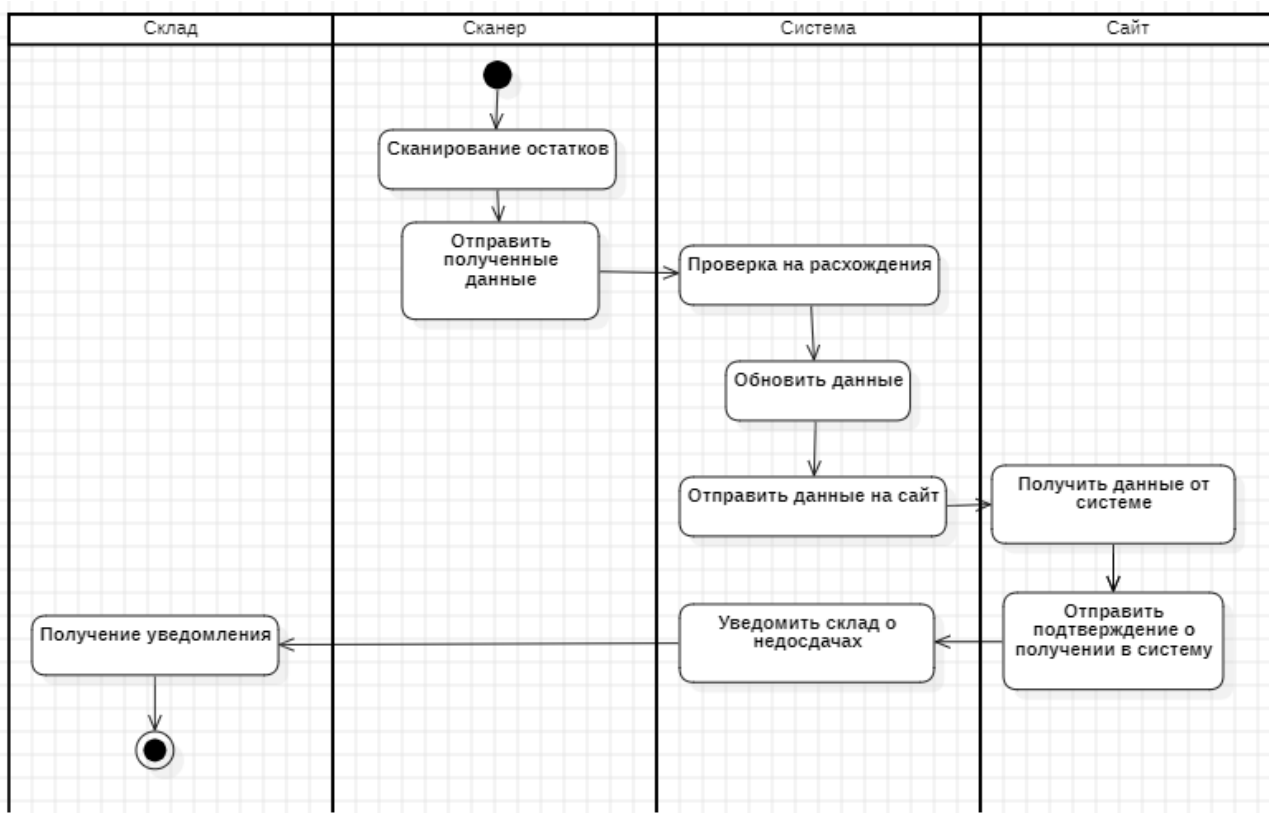 Склад
Сканер
Система
Сайт
Сканирование остатков
Отправить
полученные
данные
Проверка на расхождения
Обновить данные
Отправить данные на сайт
Получить данные от
системе
Отправить
подтверждение о
получении в систему
Уведомить склад о
недосдачах
Получение уведомления